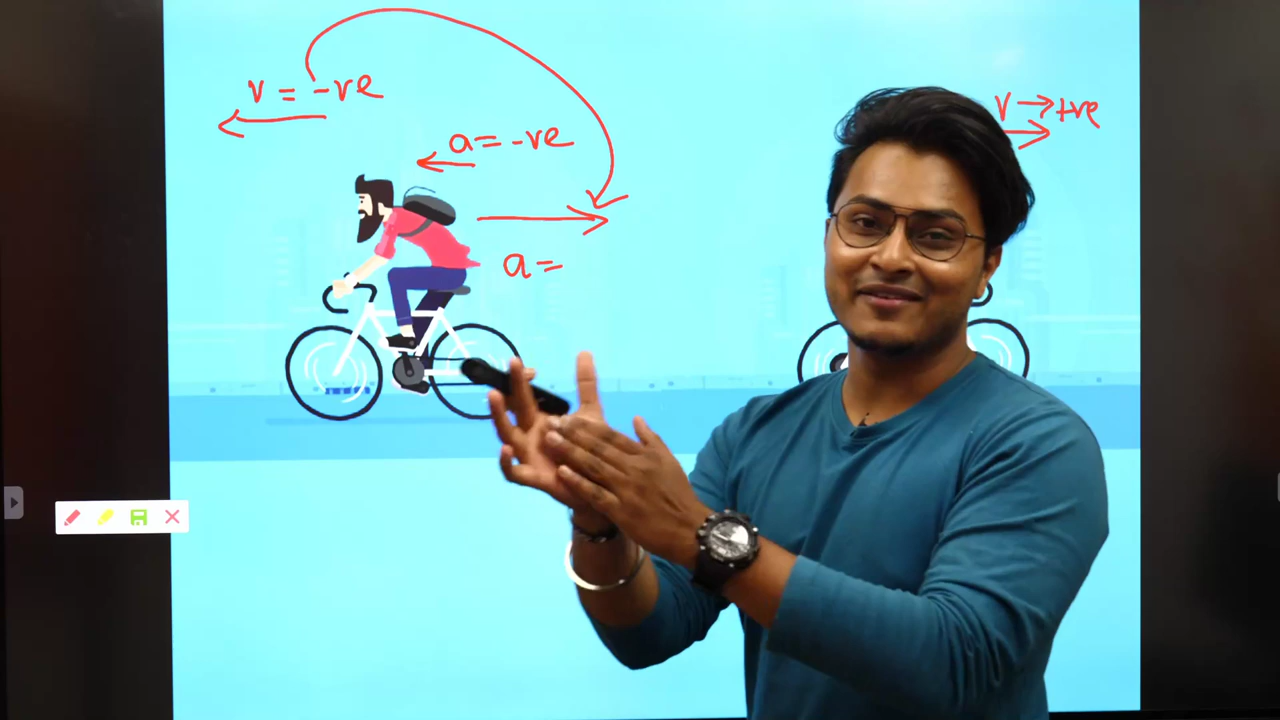 v = -ve
a = -ve
a =
v → +ve